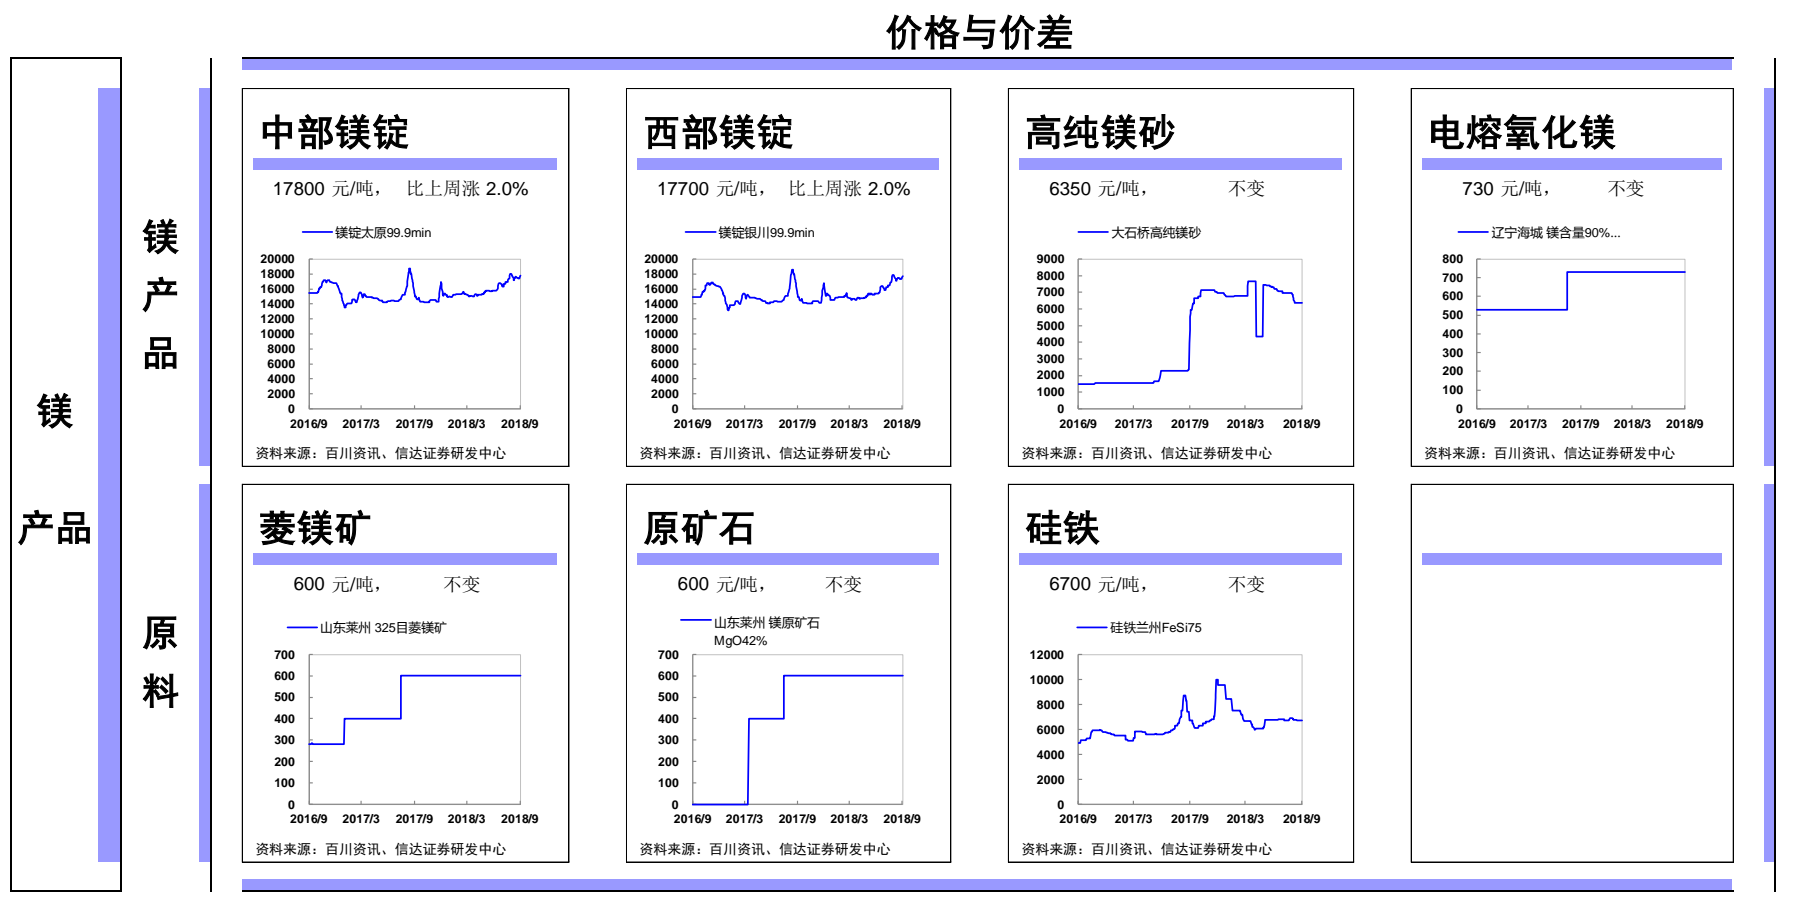 价格与价差
镁
产品
镁
产
品
原
料
中部镁锭
17800 元/吨， 比上周涨 2.0%
镁锭太原99.9min
20000
18000
16000
14000
12000
10000
8000
6000
4000
2000
0
2016/9 2017/3 2017/9 2018/3 2018/9
资料来源：百川资讯、信达证券研发中心
西部镁锭
17700 元/吨， 比上周涨 2.0%
镁锭银川99.9min
20000
18000
16000
14000
12000
10000
8000
6000
4000
2000
0
2016/9 2017/3 2017/9 2018/3 2018/9
资料来源：百川资讯、信达证券研发中心
高纯镁砂
6350 元/吨， 不变
大石桥高纯镁砂
9000
8000
7000
6000
5000
4000
3000
2000
1000
0
2016/9 2017/3 2017/9 2018/3 2018/9
资料来源：百川资讯、信达证券研发中心
电熔氧化镁
730 元/吨， 不变
辽宁海城 镁含量90%...
800
700
600
500
400
300
200
100
0
2016/9 2017/3 2017/9 2018/3 2018/9
资料来源：百川资讯、信达证券研发中心
菱镁矿
600 元/吨， 不变
山东莱州 325目菱镁矿
700
600
500
400
300
200
100
0
2016/9 2017/3 2017/9 2018/3 2018/9
资料来源：百川资讯、信达证券研发中心
原矿石
600 元/吨， 不变
山东莱州 镁原矿石
MgO42%
700
600
500
400
300
200
100
0
2016/9 2017/3 2017/9 2018/3 2018/9
资料来源：百川资讯、信达证券研发中心
硅铁
6700 元/吨， 不变
硅铁兰州FeSi75
12000
10000
8000
6000
4000
2000
0
2016/9 2017/3 2017/9 2018/3 2018/9
资料来源：百川资讯、信达证券研发中心